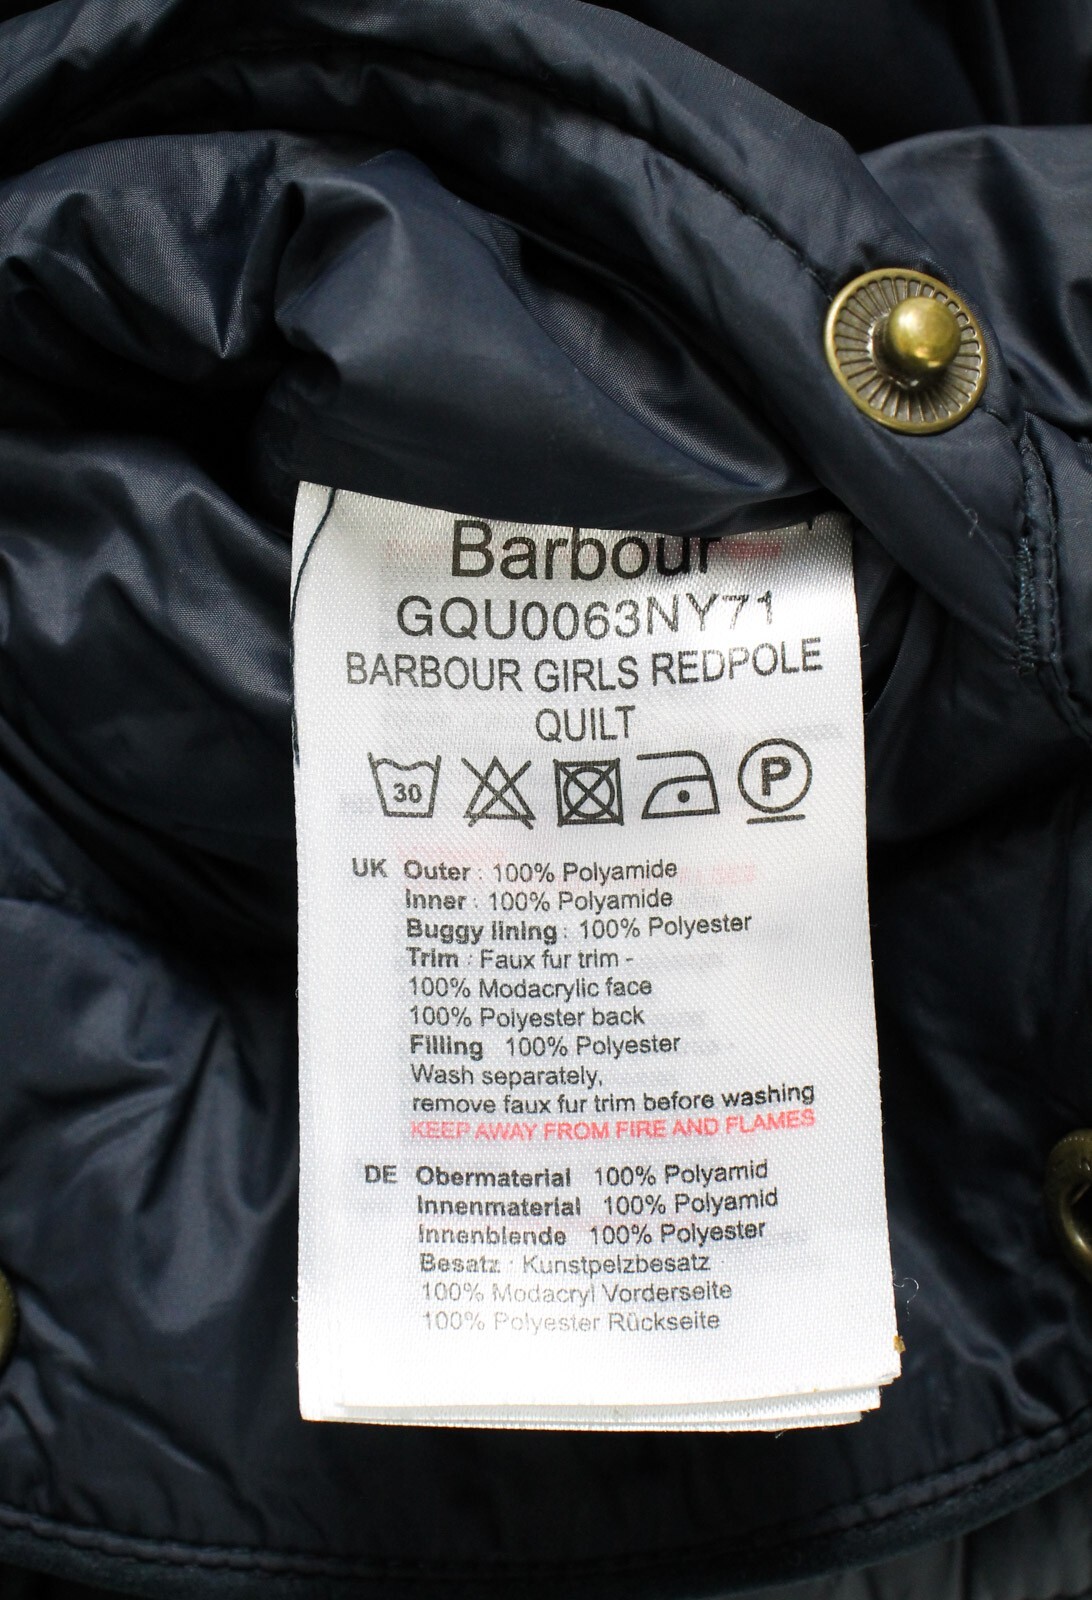 Barbour
GQU0063NY71
BARBOUR GIRLS REDPOLE
QUILT
30
P
UK Outer : 100% Polyamide
Inner : 100% Polyamide
Buggy lining : 100% Polyester
Trim : Faux fur trim -
100% Modacrylic face
100% Polyester back
Filling 100% Polyester
Wash separately,
remove faux fur trim before washing
KEEP AWAY FROM FIRE AND FLAMES
DE Obermaterial 100% Polyamid
Innenmaterial 100% Polyamid
Innenblende 100% Polyester
Besatz : Kunstpelzbesatz
100% Modacryl Vorderseite
100% Polyester Rückseite